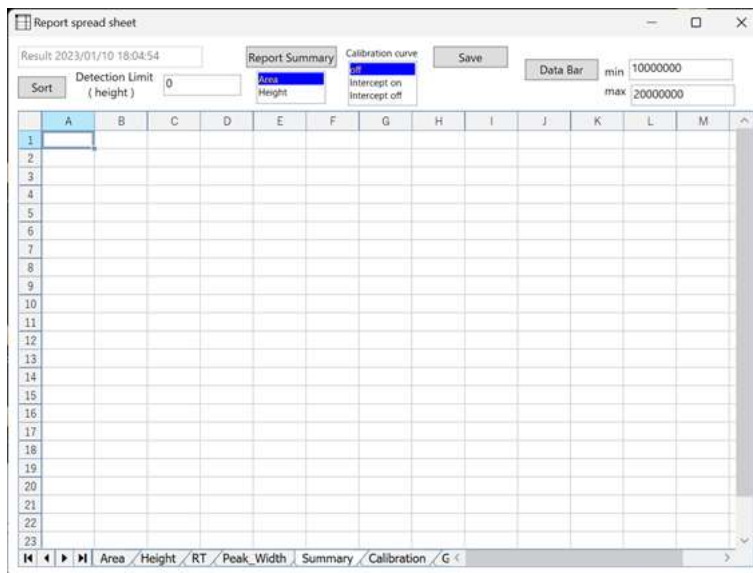 Report spread sheet
Result 2023/01/10 18:04:54
Report Summary
Calibration curve
Save
Sort
Detection Limit
( height )
0
Area
Height
off
Intercept on
Intercept off
Data Bar
min 10000000
max 20000000
A B C D E F G H I J K L M
1
2
3
4
5
6
7
8
9
10
11
12
13
14
15
16
17
18
19
20
21
22
23
Area Height RT Peak_Width Summary Calibration G